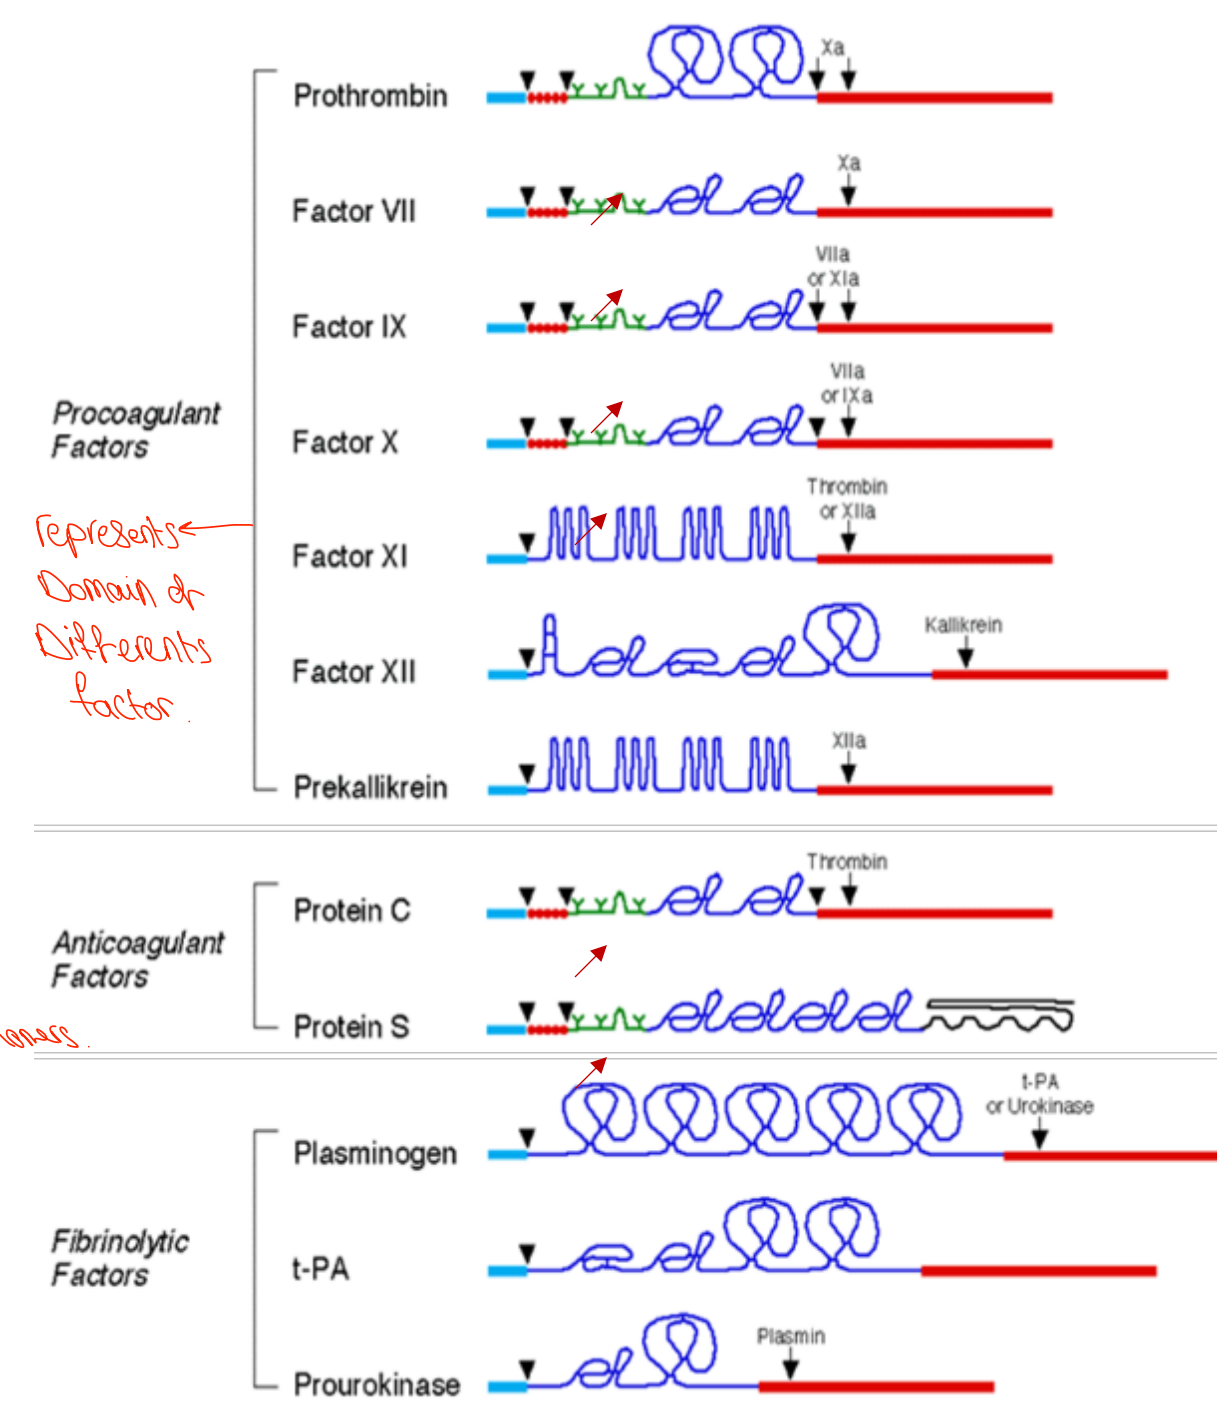 Xa
Prothrombin
Xa
Factor VII
VIIa
or XIa
Factor IX
VIIa
or IXa
Procoagulant
Factors
Factor X
Thrombin
or XIIa
represents
Domain of
Differents
factor.
Factor XI
Kallikrein
Factor XII
XIIa
Prekallikrein
Thrombin
Protein C
Anticoagulant
Factors
Protein S
t-PA
or Urokinase
Plasminogen
Fibrinolytic
Factors
t-PA
Plasmin
Prourokinase